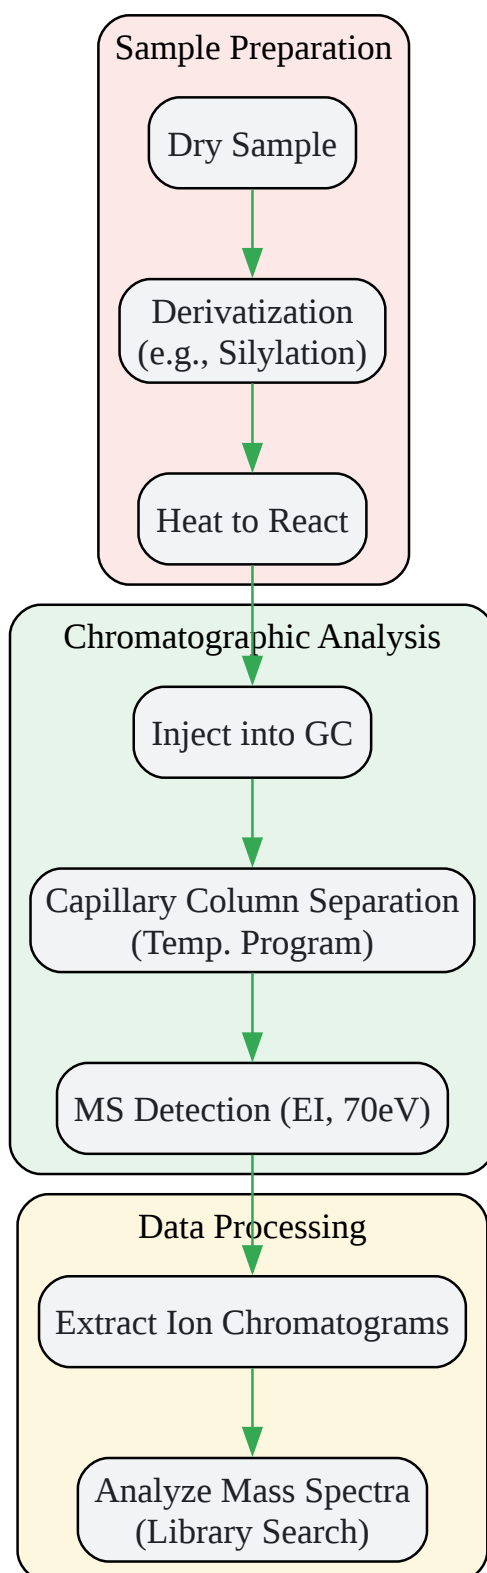 Sample Preparation
Dry Sample
Derivatization
(e.g., Silylation)
Heat to React
Chromatographic Analysis
Inject into GC
Capillary Column Separation
(Temp. Program)
MS Detection (EI, 70eV)
Data Processing
Extract Ion Chromatograms
Analyze Mass Spectra
(Library Search)